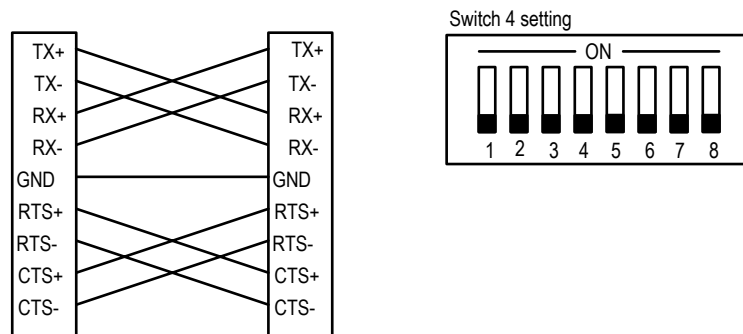 Switch 4 setting
ON
1 2 3 4 5 6 7 8
TX+ TX+
TX- TX-
RX+ RX+
RX- RX-
GND GND
RTS+ RTS+
RTS- RTS-
CTS+ CTS+
CTS- CTS-